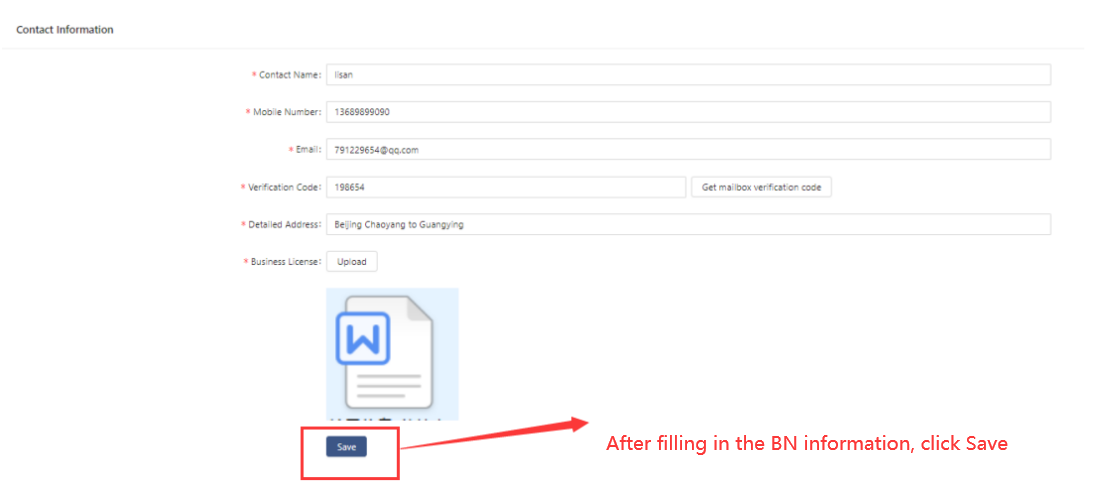 Contact Information
* Contact Name: lisan
* Mobile Number: 13689899090
* Email: 791229654@qq.com
* Verification Code: 198654 Get mailbox verification code
* Detailed Address: Beijing Chaoyang to Guangying
* Business License: Upload
W
Save
After filling in the BN information, click Save